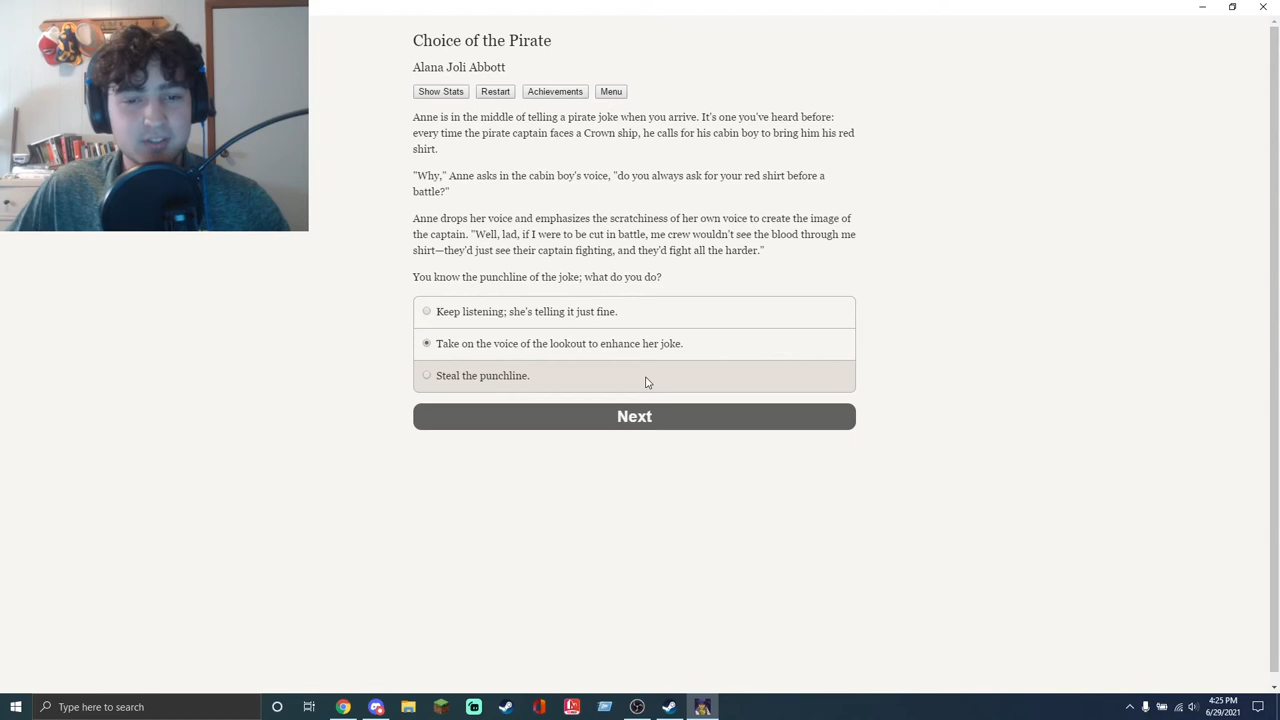 Choice of the Pirate
Alana Joli Abbott
Show Stats
Restart
Achievements
Menu
Anne is in the middle of telling a pirate joke when you arrive. It's one you've heard before:
every time the pirate captain faces a Crown ship, he calls for his cabin boy to bring him his red
shirt.
"Why," Anne asks in the cabin boy's voice, "do you always ask for your red shirt before a
battle?"
Anne drops her voice and emphasizes the scratchiness of her own voice to create the image of
the captain. "Well, lad, if I were to be cut in battle, me crew wouldn't see the blood through me
shirt—they'd just see their captain fighting, and they'd fight all the harder."
You know the punchline of the joke; what do you do?
Keep listening; she's telling it just fine.
Take on the voice of the lookout to enhance her joke.
Steal the punchline.
Next
Type here to search
4:25 PM
6/29/2021